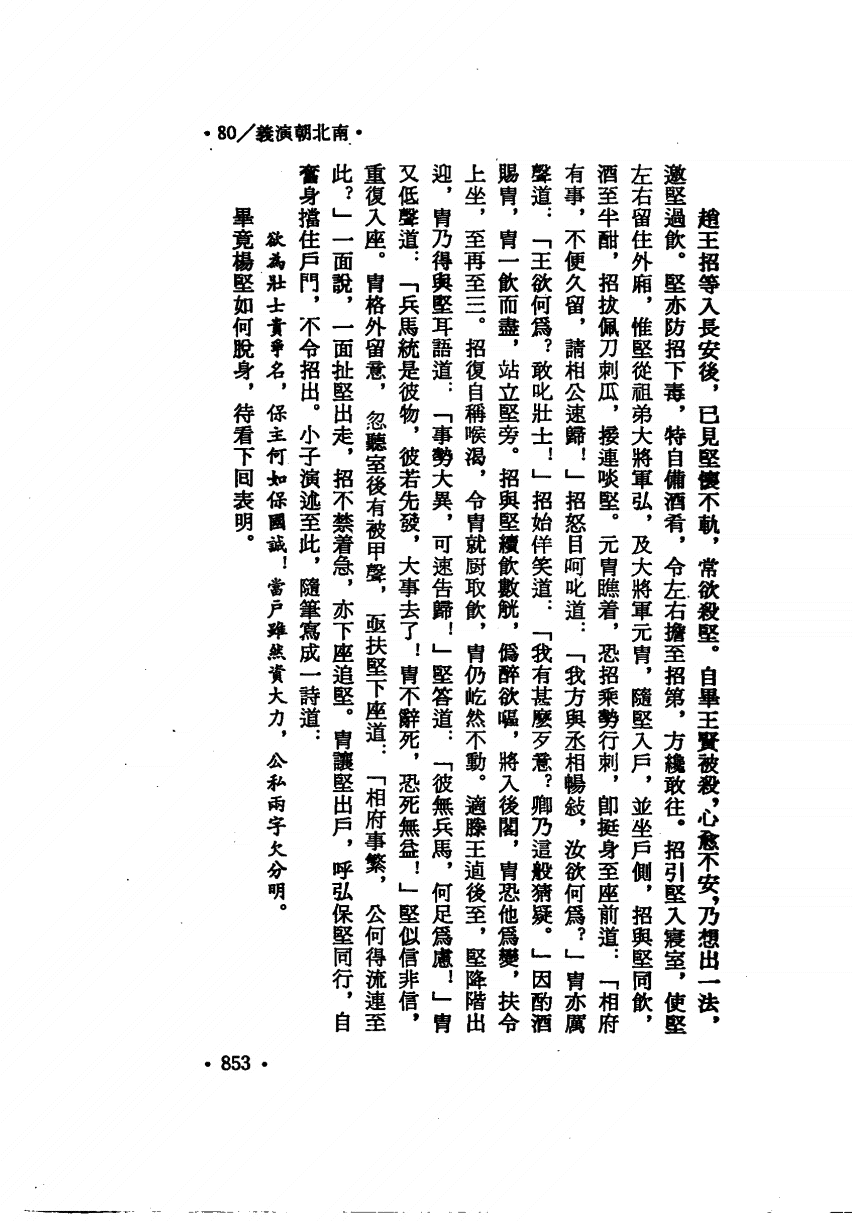 •80/義演朝北南•
趙王招等入長安後，已見堅懷不軌，常欲殺堅。自畢王賢被殺，心愈不安，乃想出一法，
邀堅過飲。堅亦防招下毒，特自備酒肴，令左右擔至招第，方纔敢往。招引堅入寢室，使堅
左右留住外廂，惟堅從祖弟大將軍弘，及大將軍元冑，隨堅入戶，並坐戶側，招與堅同飲，
酒至半酣，招拔佩刀刺瓜，接連啖堅。元冑瞧着，恐招乘勢行刺，卽挺身至座前道：「相府
有事，不便久留，請相公速歸！」招怒目呵叱道：「我方與丞相暢敍，汝欲何爲？」冑亦厲
聲道：「王欲何爲？敢叱壯士！」招始佯笑道：「我有甚麼歹意？卿乃這般猜疑。」因酌酒
賜冑，冑一飲而盡，站立堅旁。招與堅續飲數觥，僞醉欲嘔，將入後閣，冑恐他爲變，扶令
上坐，至再至三。招復自稱喉渴，令冑就厨取飲，冑仍屹然不動。適滕王逌後至，堅降階出
迎，冑乃得與堅耳語道：「事勢大異，可速告歸！」堅答道：「彼無兵馬，何足爲慮！」冑
又低聲道：「兵馬統是彼物，彼若先發，大事去了！冑不辭死，恐死無益！」堅似信非信，
重復入座。冑格外留意，忽聽室後有被甲聲，亟扶堅下座道：「相府事繁，公何得流連至
此？」一面說，一面扯堅出走，招不禁着急，亦下座追堅。冑讓堅出戶，呼弘保堅同行，自
奮身擋住戶門，不令招出。小子演述至此，隨筆寫成一詩道：
欲爲壯士貴爭名，保主何如保國誠！當戶雖然資大力，公私兩字欠分明。
畢竟楊堅如何脫身，待看下囘表明。
•853•